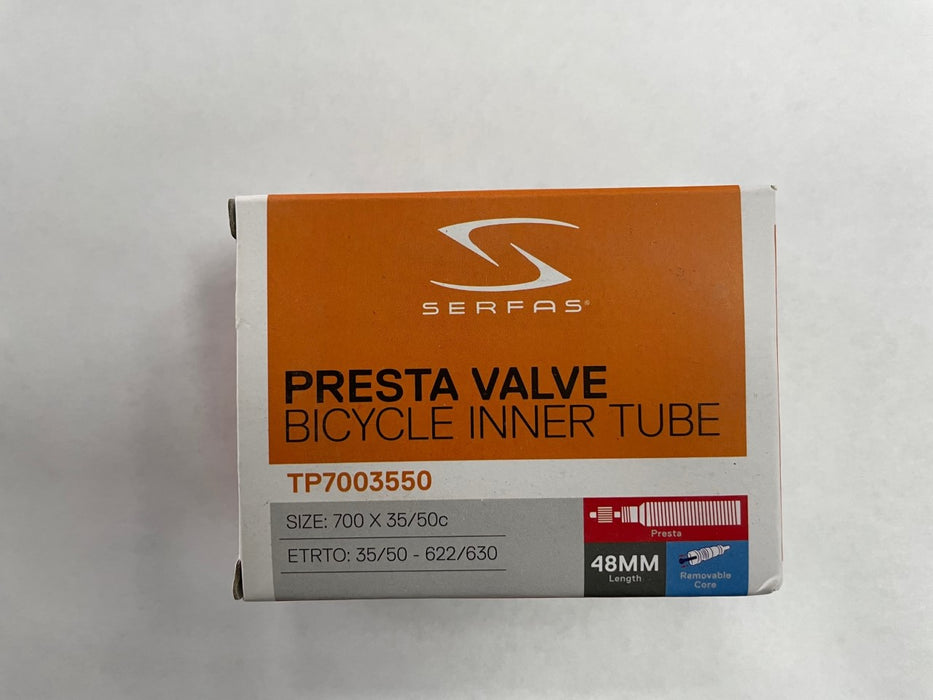 SERFAS®
PRESTA VALVE
BICYCLE INNER TUBE
TP7003550
SIZE: 700 X 35/50c
ETRTO: 35/50 - 622/630
Presta
48MM
Length
Removable
Core